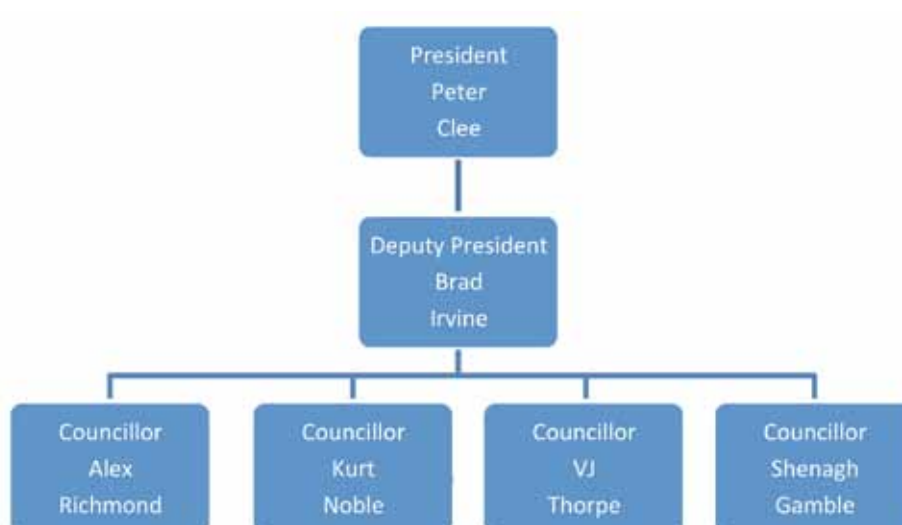 President
Peter
Clee
Deputy President
Brad
Irvine
Councillor
Alex
Richmond
Councillor
Kurt
Noble
Councillor
VJ
Thorpe
Councillor
Shenagh
Gamble